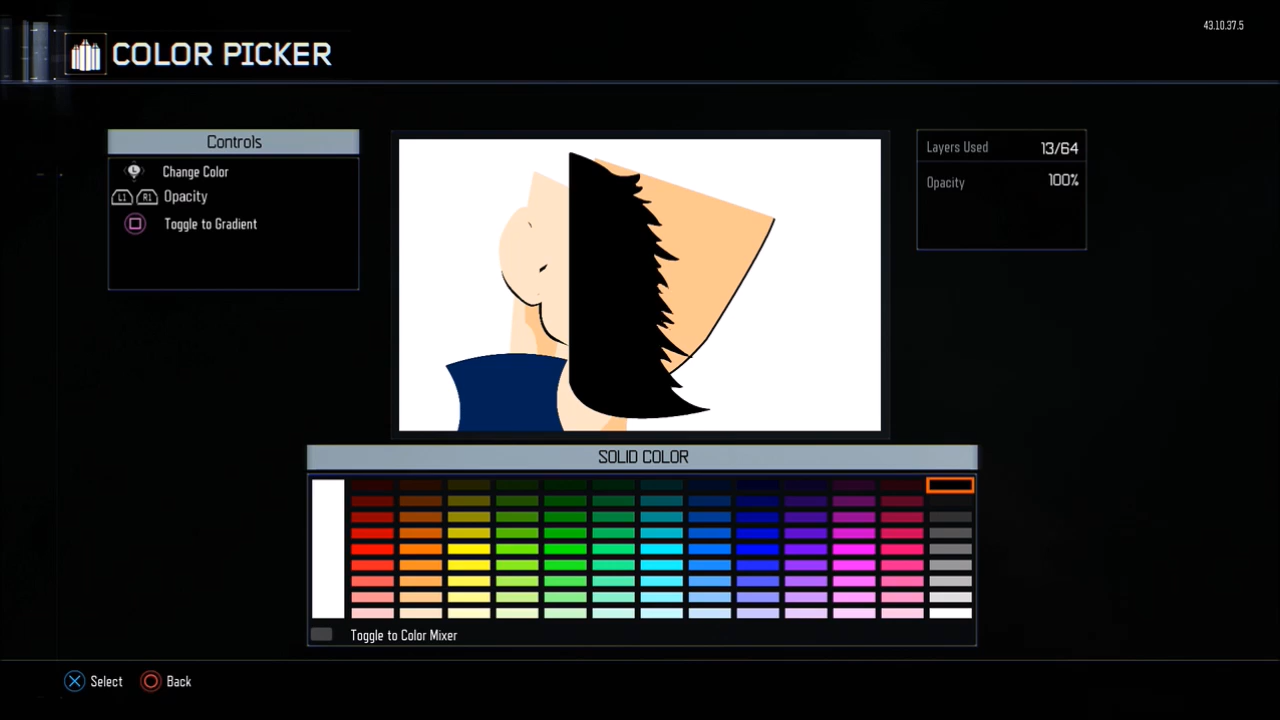 43.10.37.5
COLOR PICKER
Controls
L Change Color
L1 R1 Opacity
Toggle to Gradient
Layers Used 13/64
Opacity 100%
SOLID COLOR
Toggle to Color Mixer
Select Back